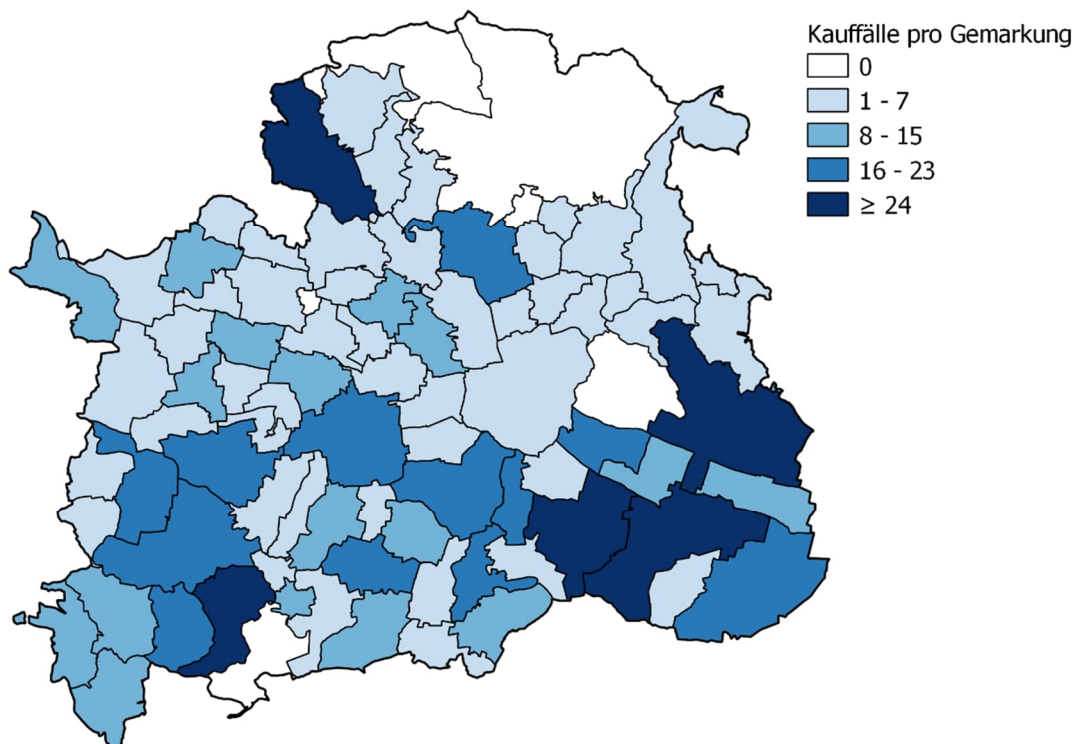 Kauffälle pro Gemarkung
0
1 - 7
8 - 15
16 - 23
≥ 24